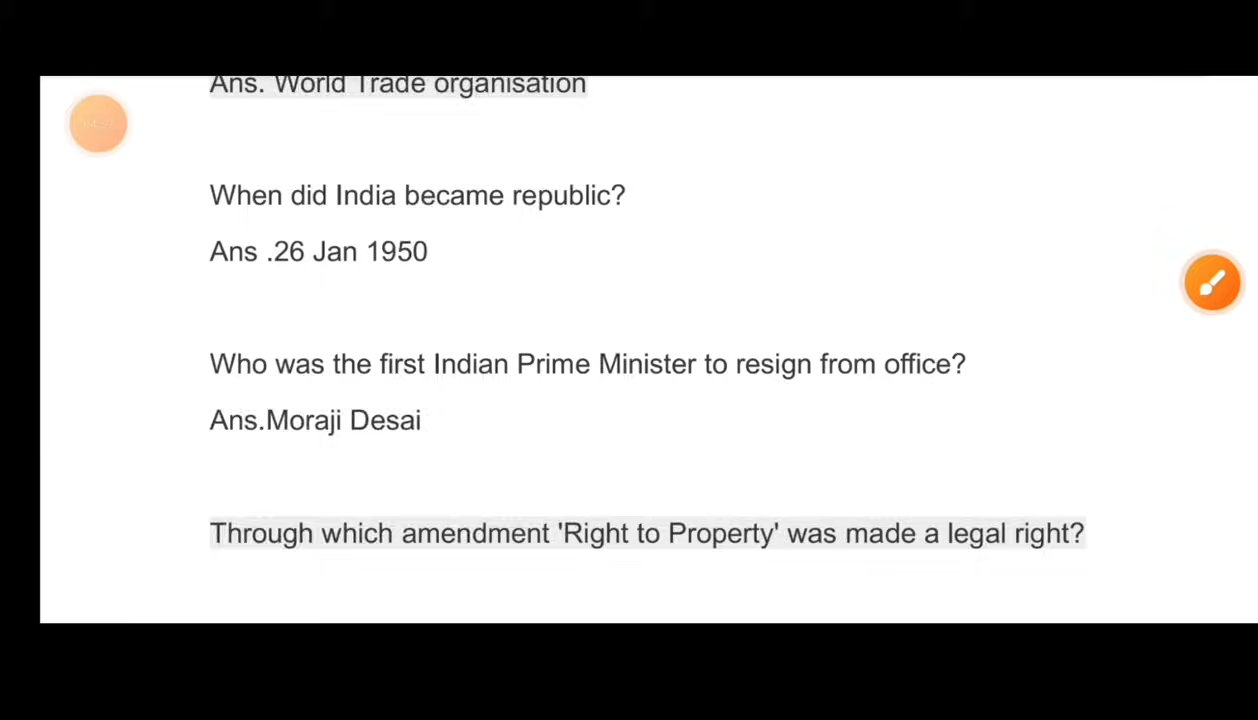 Ans. World Trade organisation
When did India became republic?
Ans .26 Jan 1950
Who was the first Indian Prime Minister to resign from office?
Ans.Moraji Desai
Through which amendment 'Right to Property' was made a legal right?